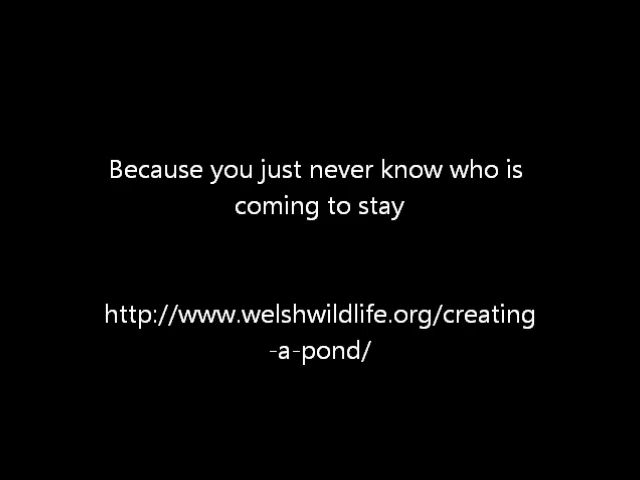 Because you just never know who is
coming to stay
http://www.welshwildlife.org/creating
-a-pond/